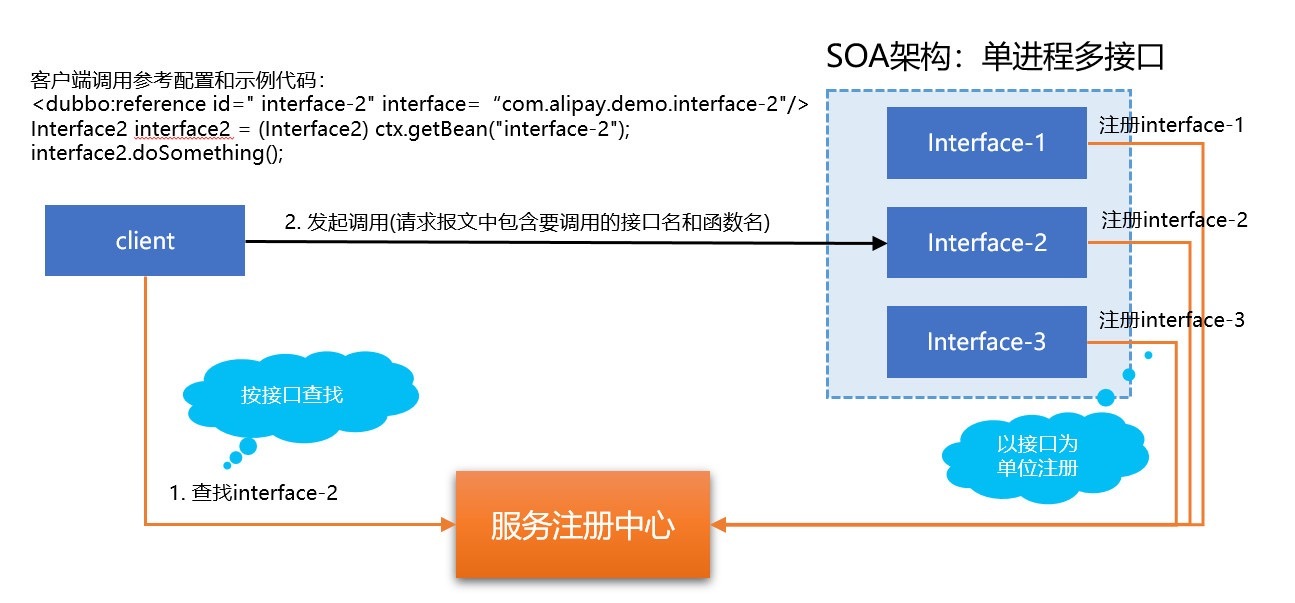 SOA架构：单进程多接口
客户端调用参考配置和示例代码：
<dubbo:reference id=" interface-2" interface=“com.alipay.demo.interface-2"/>
Interface2 interface2 = (Interface2) ctx.getBean("interface-2");
interface2.doSomething();
Interface-1
注册interface-1
client
2. 发起调用(请求报文中包含要调用的接口名和函数名)
Interface-2
注册interface-2
Interface-3
注册interface-3
按接口查找
以接口为
单位注册
1. 查找interface-2
服务注册中心